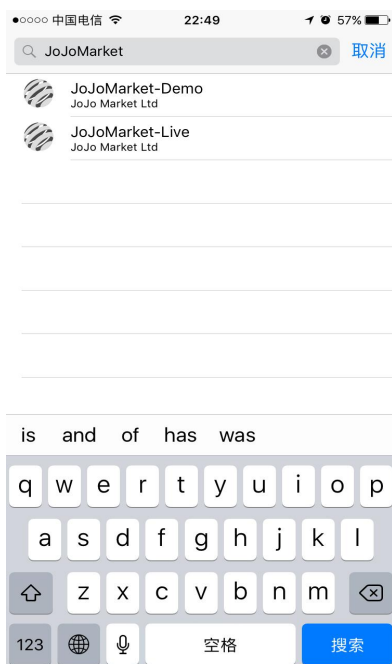 中国电信 22:49 57%
JoJoMarket 取消
JoJoMarket-Demo
JoJo Market Ltd
JoJoMarket-Live
JoJo Market Ltd
is and of has was
q w e r t y u i o p
a s d f g h j k l
z x c v b n m
123 空格 搜索